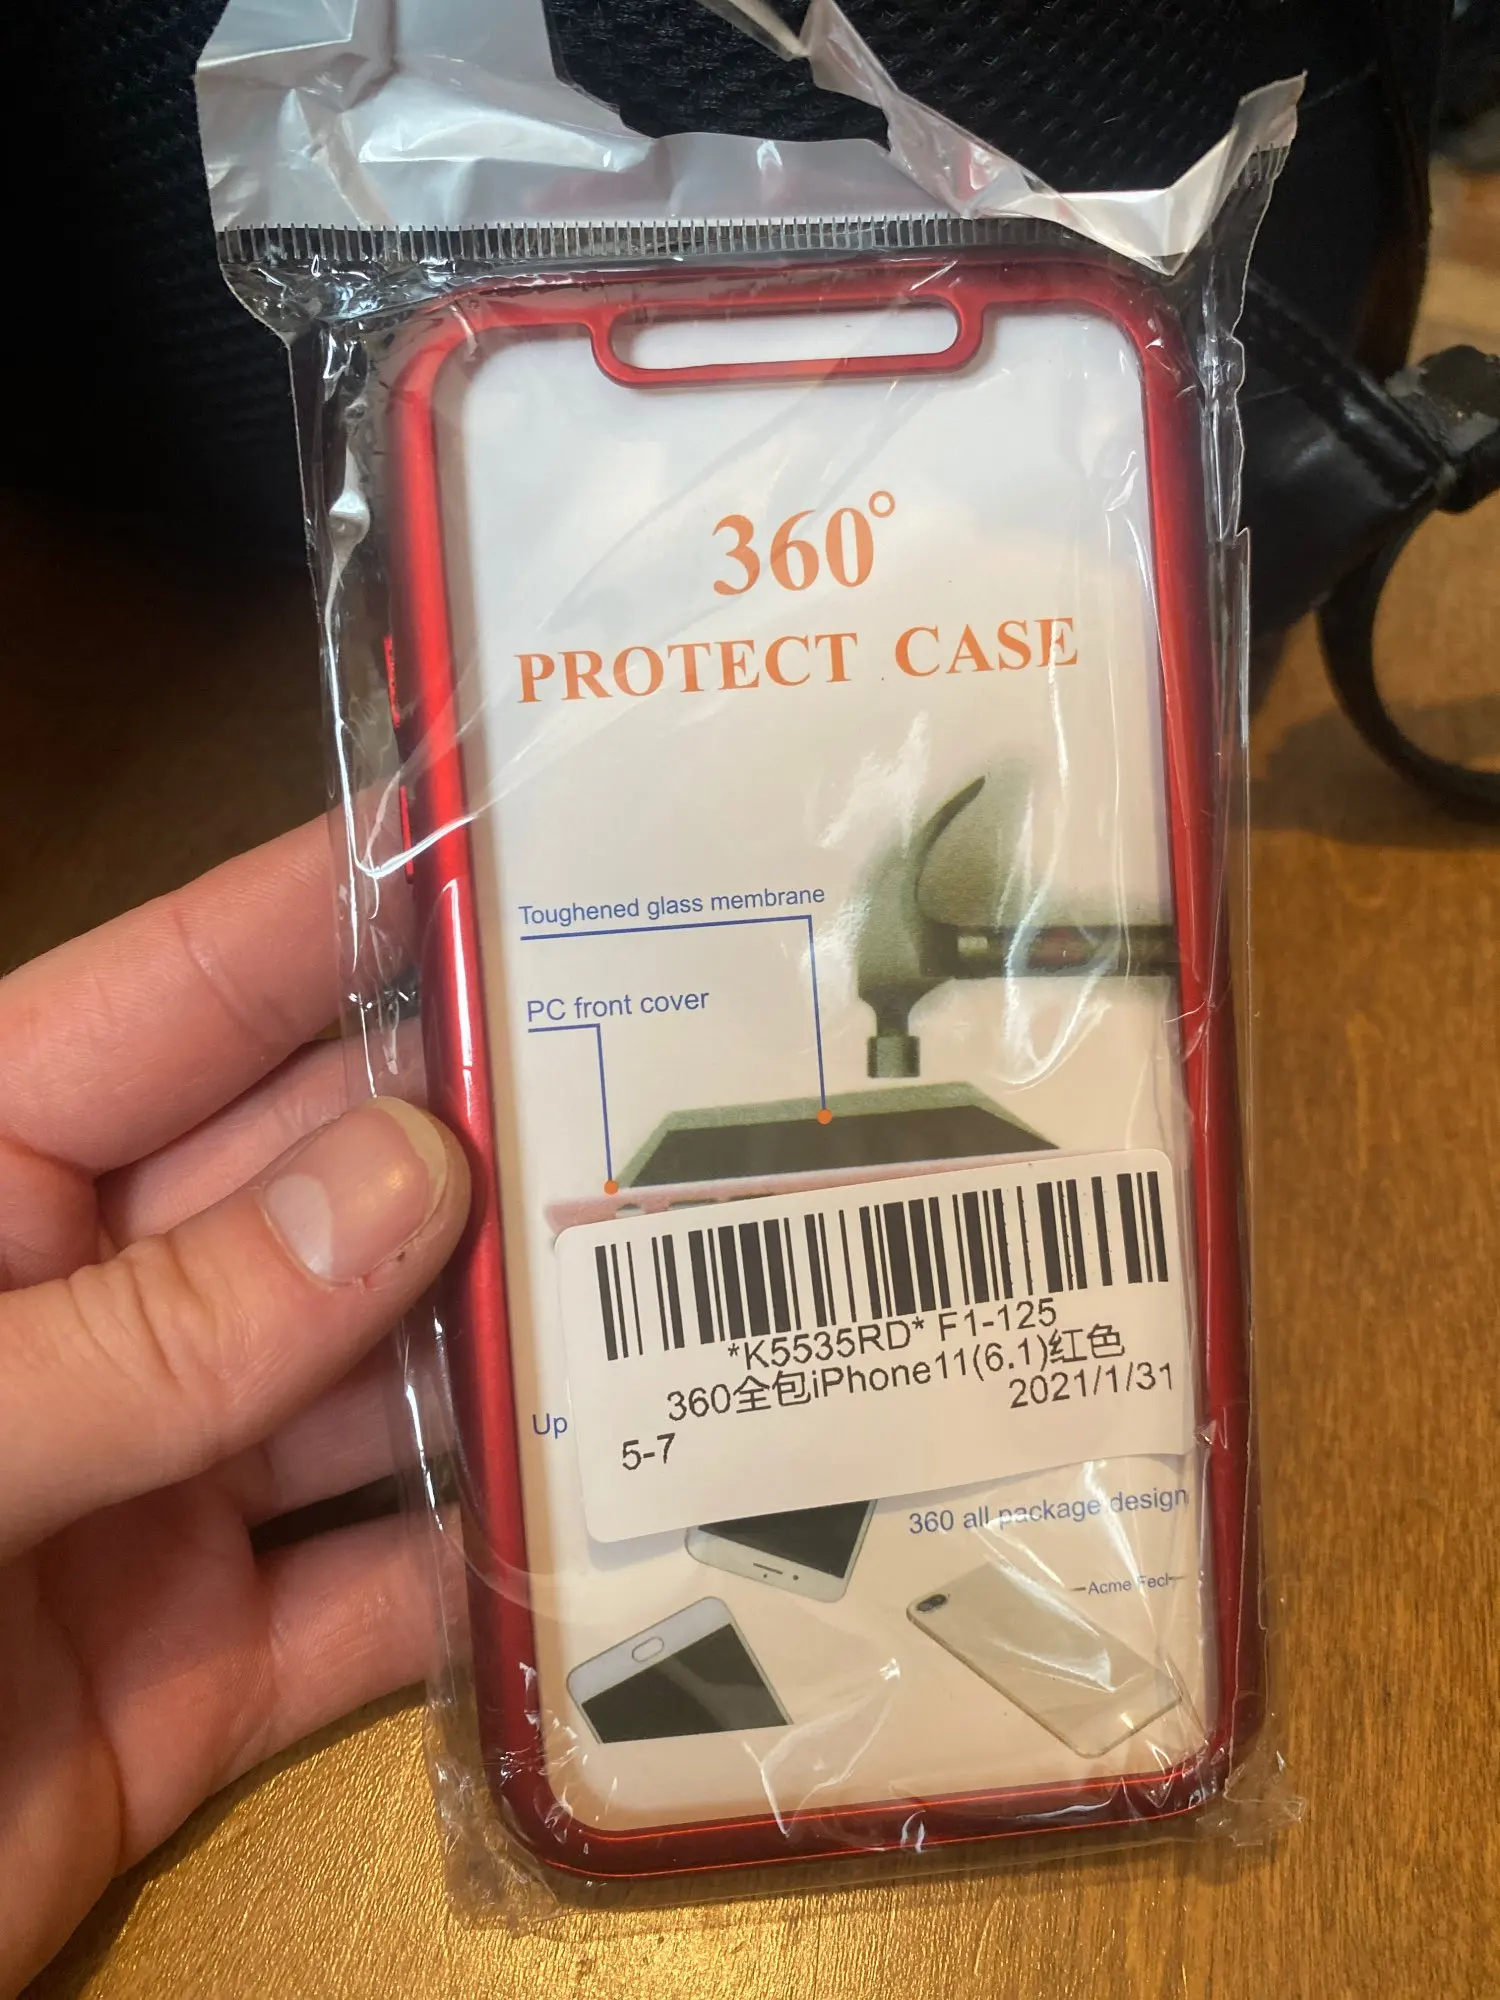 360°
PROTECT CASE
Toughened glass membrane
PC front cover
*K5535RD* F1-125
360全包iPhone11(6.1)红色
2021/1/31
5-7
Up
360 all package design
Acme